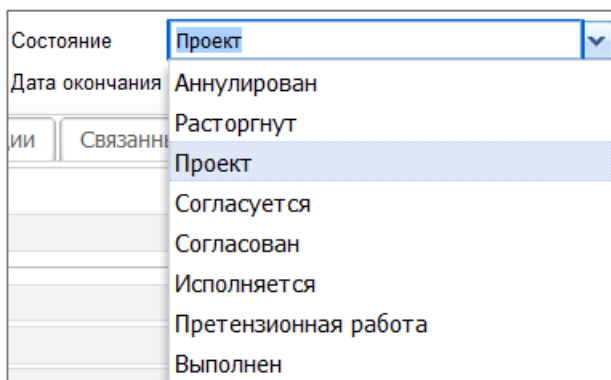 Состояние Проект
Дата окончания Аннулирован
Расторгнут
ии Связанн
Проект
Согласуется
Согласован
Исполняется
Претензионная работа
Выполнен